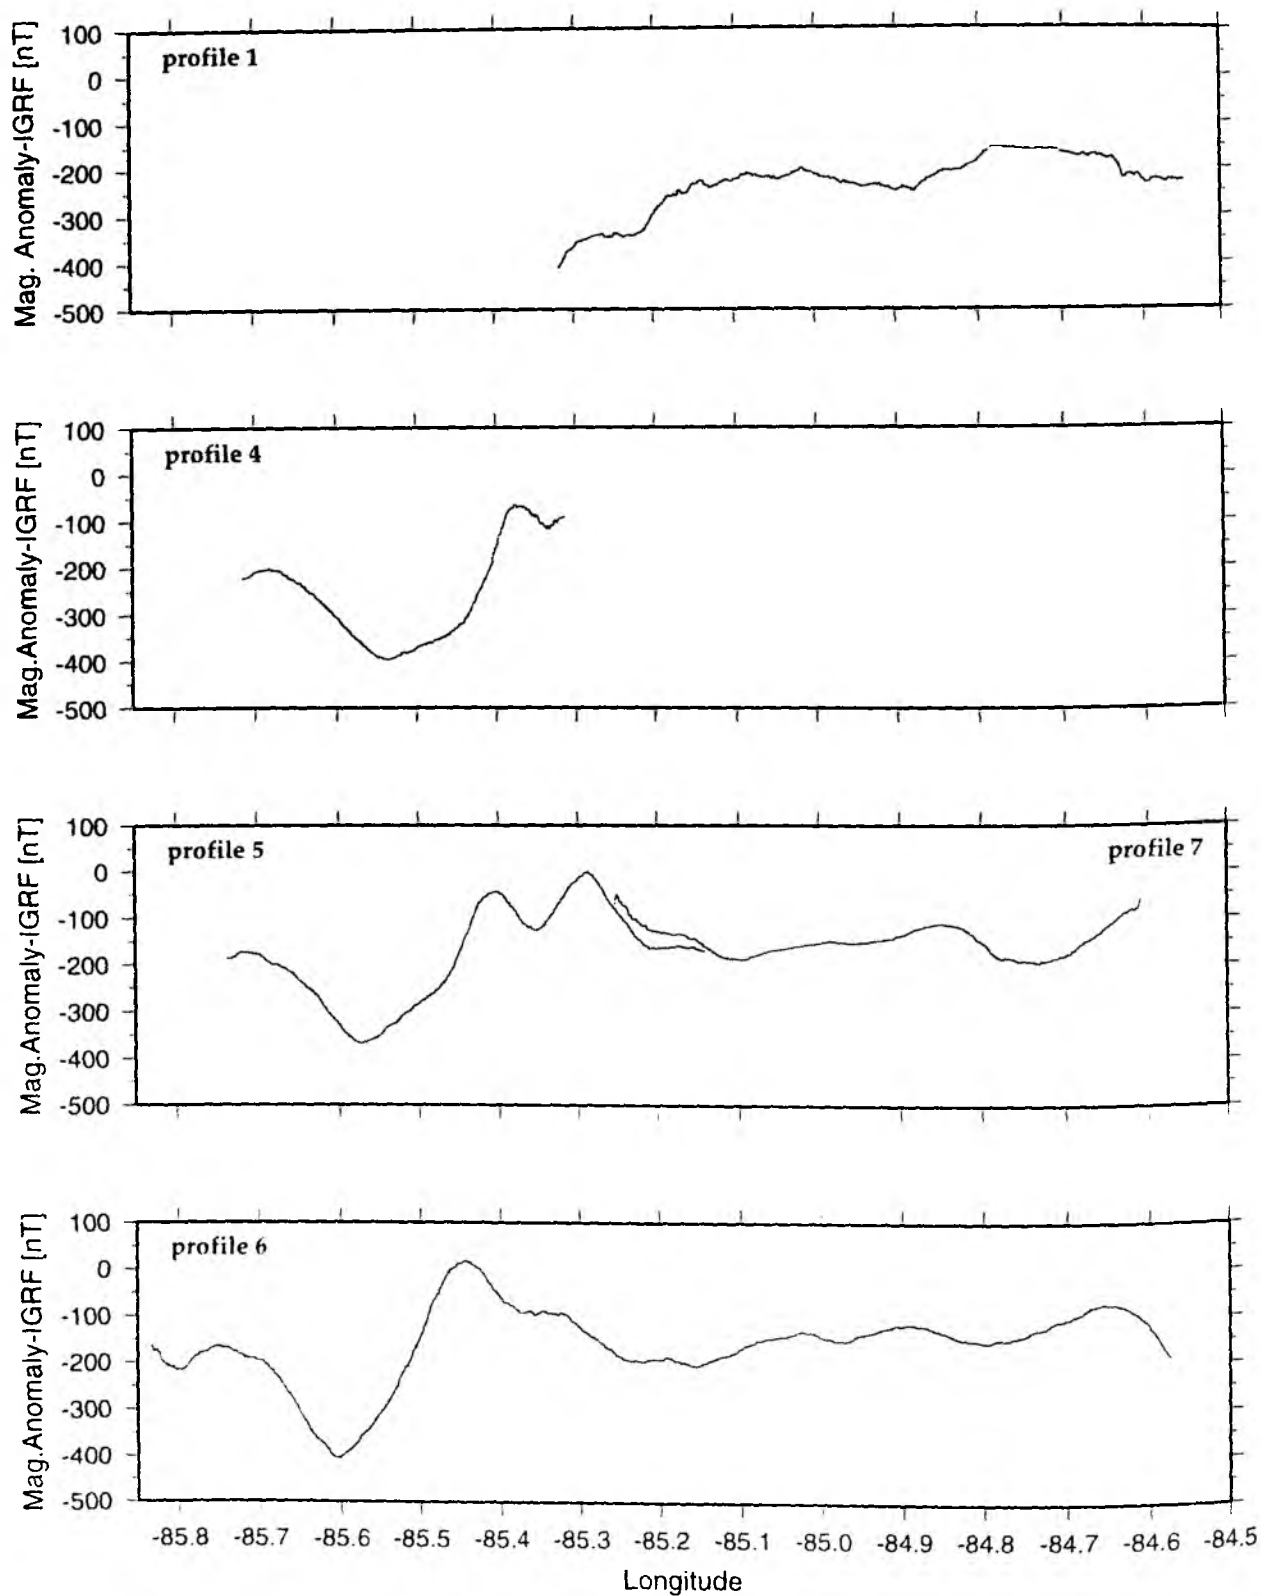 Mag. Anomaly-IGRF [nT]
100
0
-100
-200
-300
-400
-500
profile 1
Mag.Anomaly-IGRF [nT]
100
0
-100
-200
-300
-400
-500
profile 4
Mag.Anomaly-IGRF [nT]
100
0
-100
-200
-300
-400
-500
profile 5
profile 7
Mag.Anomaly-IGRF [nT]
100
0
-100
-200
-300
-400
-500
profile 6
-85.8 -85.7 -85.6 -85.5 -85.4 -85.3 -85.2 -85.1 -85.0 -84.9 -84.8 -84.7 -84.6 -84.5
Longitude